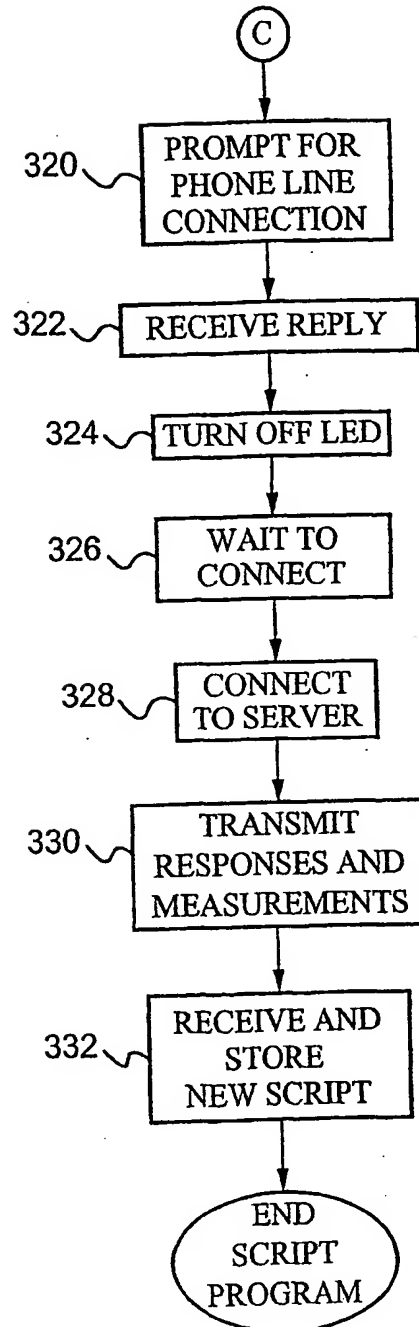 C
320
PROMPT FOR
PHONE LINE
CONNECTION
322
RECEIVE REPLY
324
TURN OFF LED
326
WAIT TO
CONNECT
328
CONNECT
TO SERVER
330
TRANSMIT
RESPONSES AND
MEASUREMENTS
332
RECEIVE AND
STORE
NEW SCRIPT
END
SCRIPT
PROGRAM